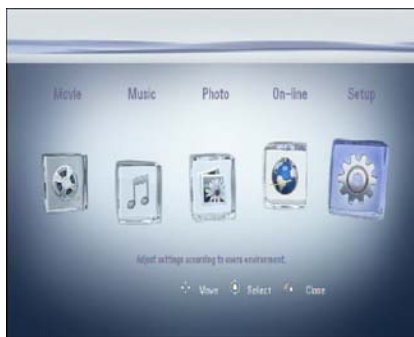 Movie Music Photo On-line Setup
Adjust settings according to users environment.
Move Select Close